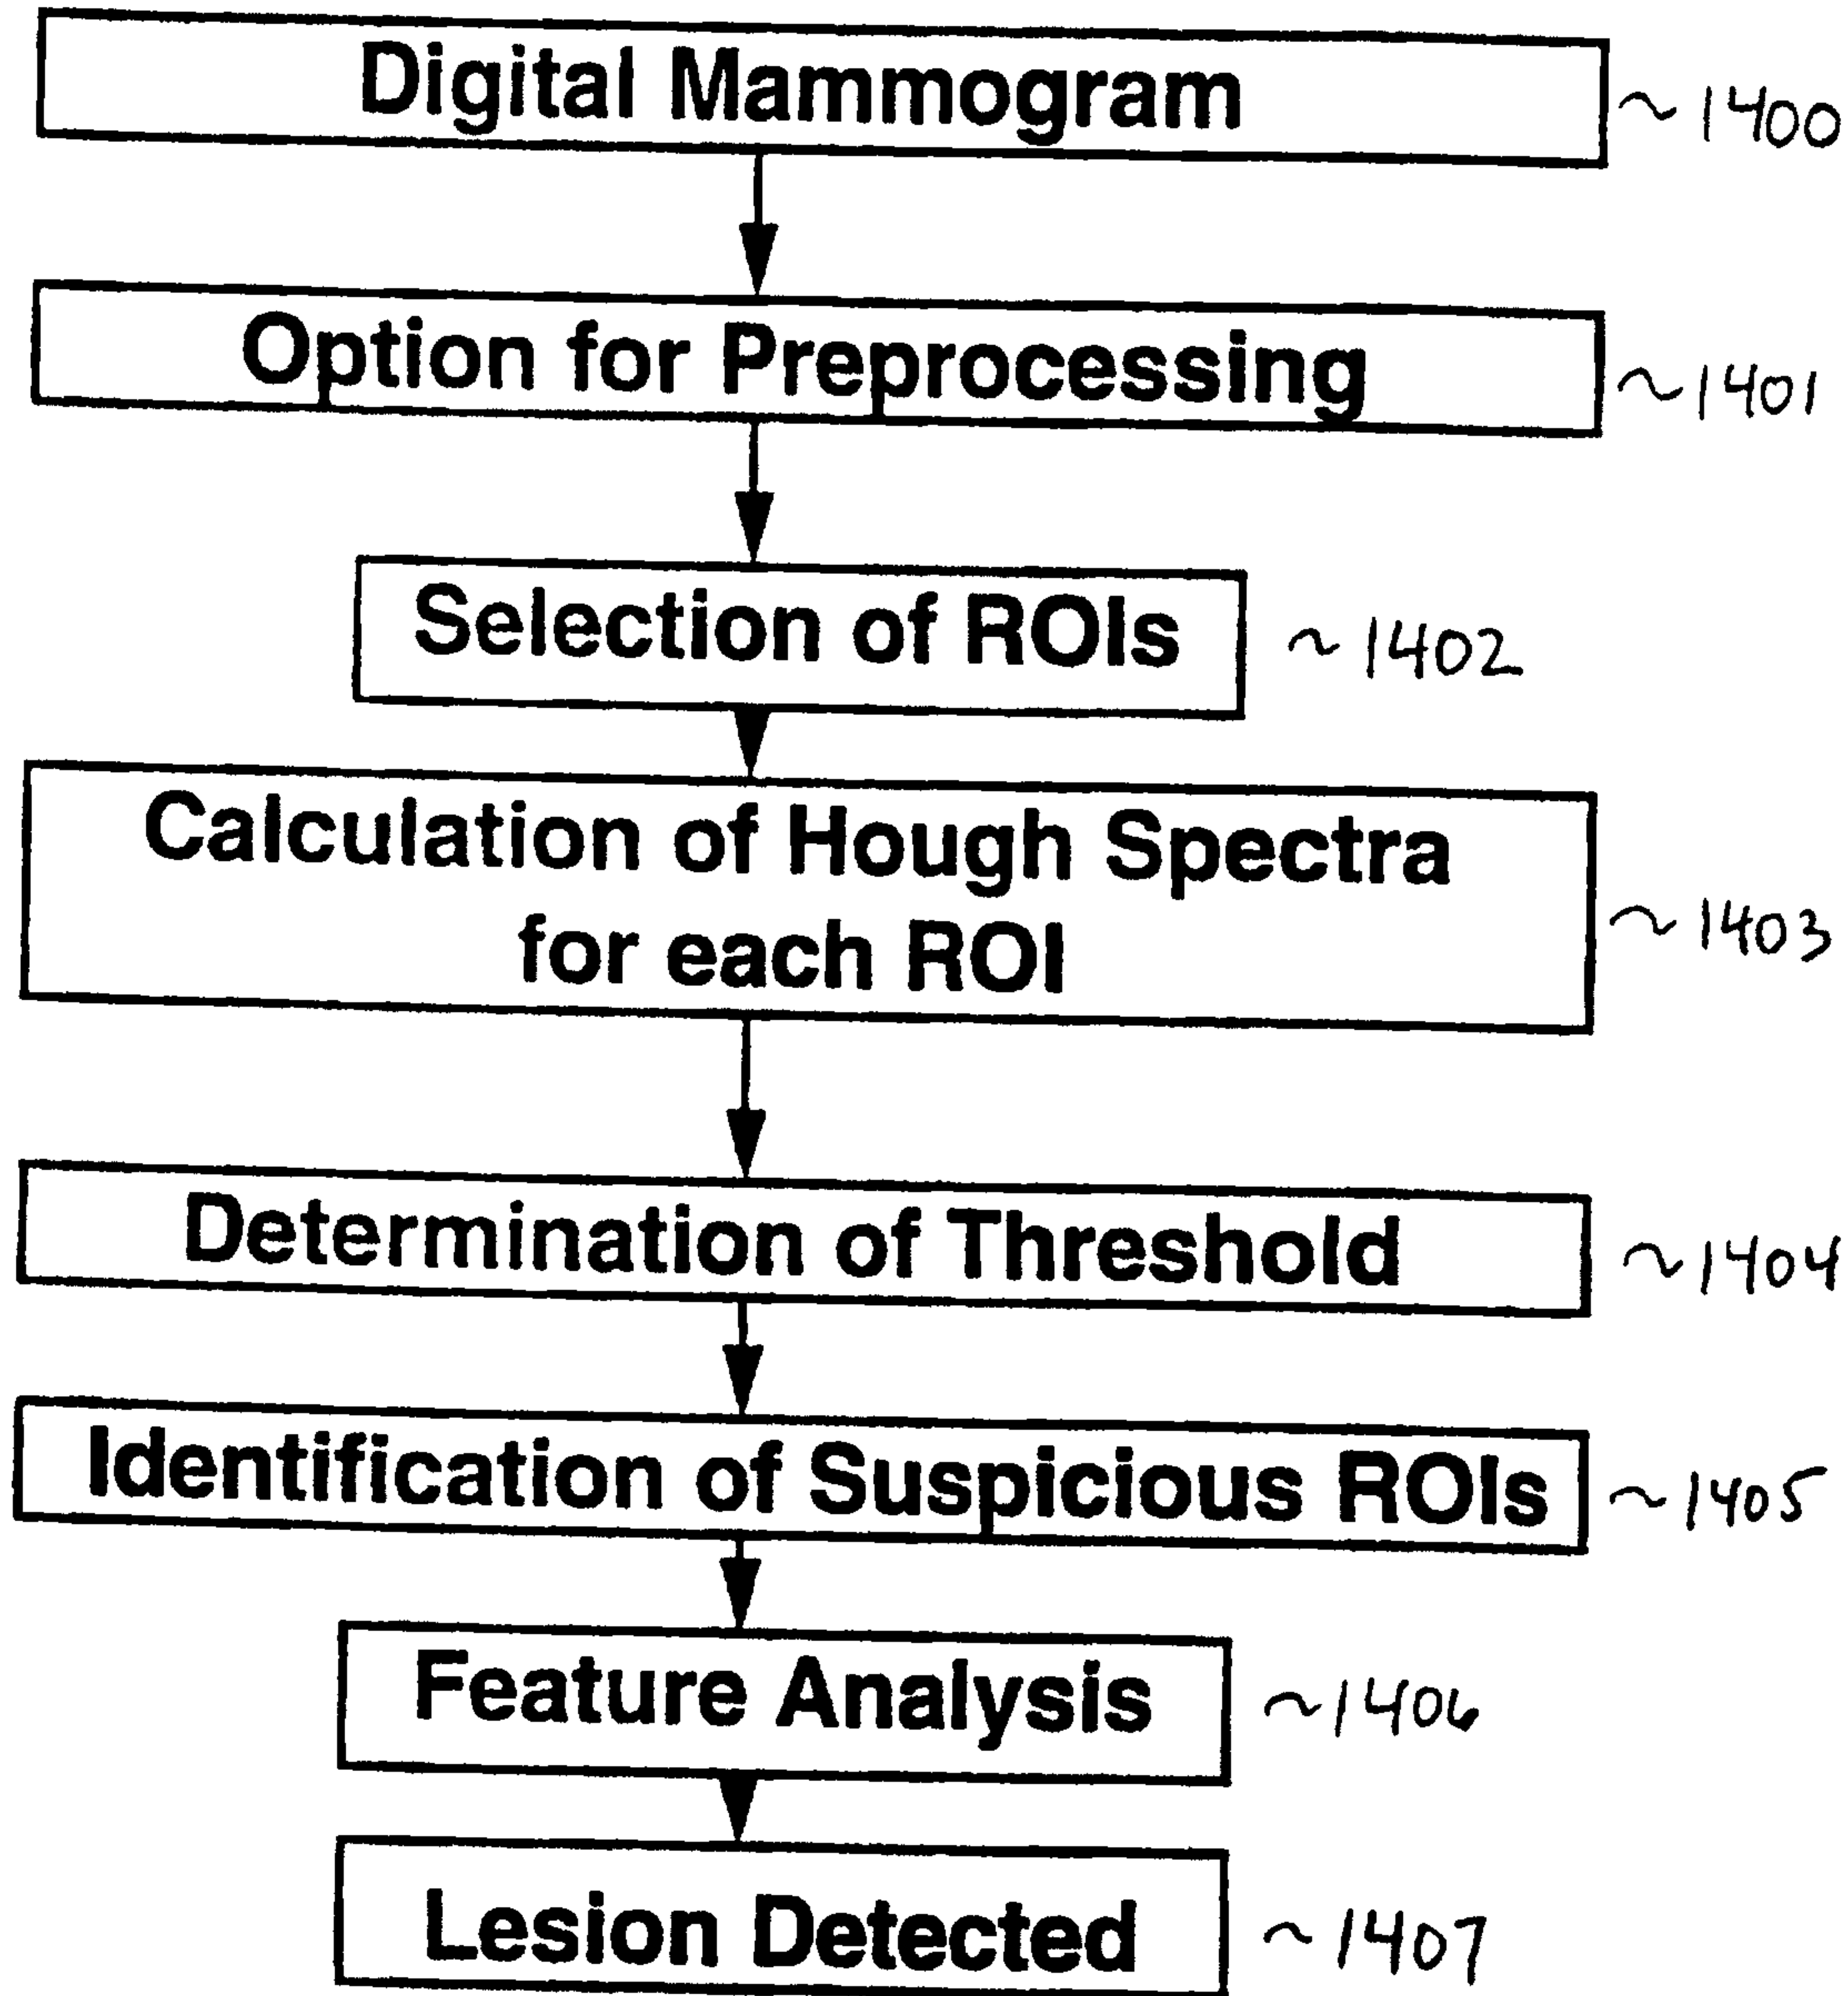 Digital Mammogram ~1400
Option for Preprocessing ~1401
Selection of ROIs ~1402
Calculation of Hough Spectra
for each ROI ~1403
Determination of Threshold ~1404
Identification of Suspicious ROIs ~1405
Feature Analysis ~1406
Lesion Detected ~1407